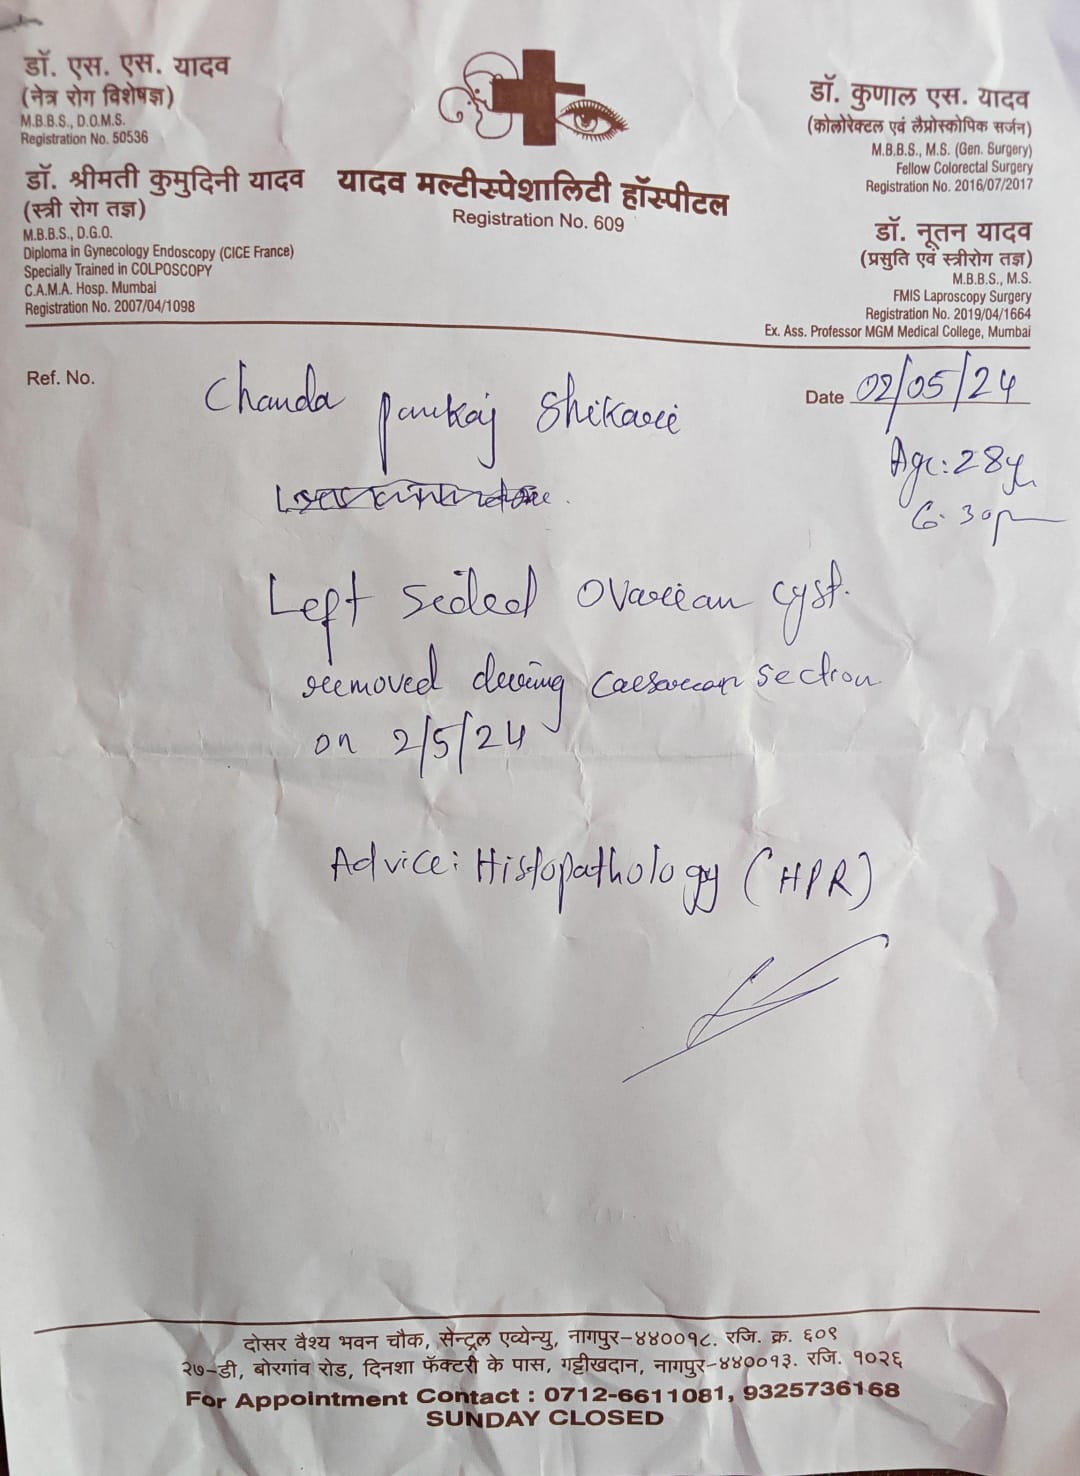 डॉ. एस. एस. यादव
(नेत्र रोग विशेषज्ञ)
M.B.B.S., D.O.M.S.
Registration No. 50536
डॉ. श्रीमती कुमुदिनी यादव
(स्त्री रोग तज्ञ)
M.B.B.S., D.G.O.
Diploma in Gynecology Endoscopy (CICE France)
Specially Trained in COLPOSCOPY
C.A.M.A. Hosp. Mumbai
Registration No. 2007/04/1098
यादव मल्टीस्पेशालिटी हॉस्पीटल
Registration No. 609
डॉ. कुणाल एस. यादव
(कोलोरेक्टल एवं लॅप्रोस्कोपिक सर्जन)
M.B.B.S., M.S. (Gen. Surgery)
Fellow Colorectal Surgery
Registration No. 2016/07/2017
डॉ. नूतन यादव
(प्रसुति एवं स्त्रीरोग तज्ञ)
M.B.B.S., M.S.
FMIS Laproscopy Surgery
Registration No. 2019/04/1664
Ex. Ass. Professor MGM Medical College, Mumbai
Ref. No.
Date 02/05/24
Chanda Pankaj Shikari
Age: 28y
6.30pm
Left sided Ovarian cyst.
removed during Caesarean section
on 2/5/24
Advice: Histopathology (HPR)
दोसर वैश्य भवन चौक, सेन्ट्रल एव्येन्यु, नागपुर-४४००१८. रजि. क्र. ६०९
२७-डी, बोरगांव रोड, दिनशा फॅक्टरी के पास, गट्टीखदान, नागपुर-४४००१३. रजि. १०२६
For Appointment Contact : 0712-6611081, 9325736168
SUNDAY CLOSED